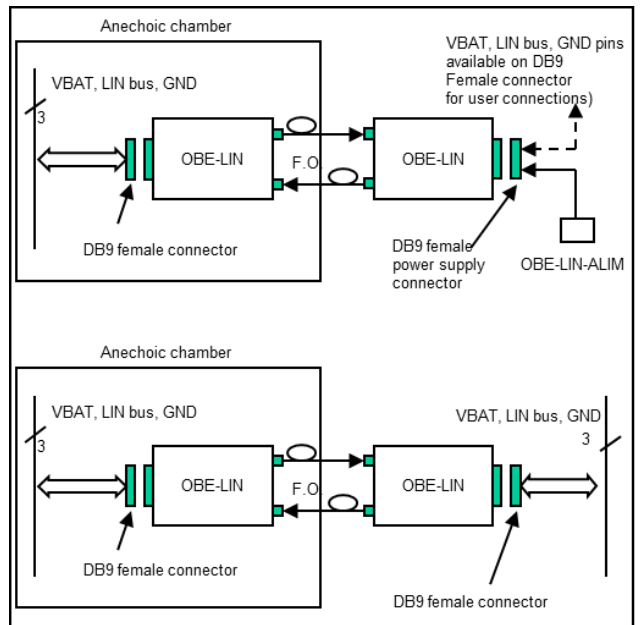 Anechoic chamber
VBAT, LIN bus, GND
3
OBE-LIN
F.O.
OBE-LIN
DB9 female connector
VBAT, LIN bus, GND pins
available on DB9
Female connector
for user connections)
DB9 female
power supply
connector
OBE-LIN-ALIM
Anechoic chamber
VBAT, LIN bus, GND
3
OBE-LIN
F.O.
OBE-LIN
DB9 female connector
VBAT, LIN bus, GND
3
DB9 female connector